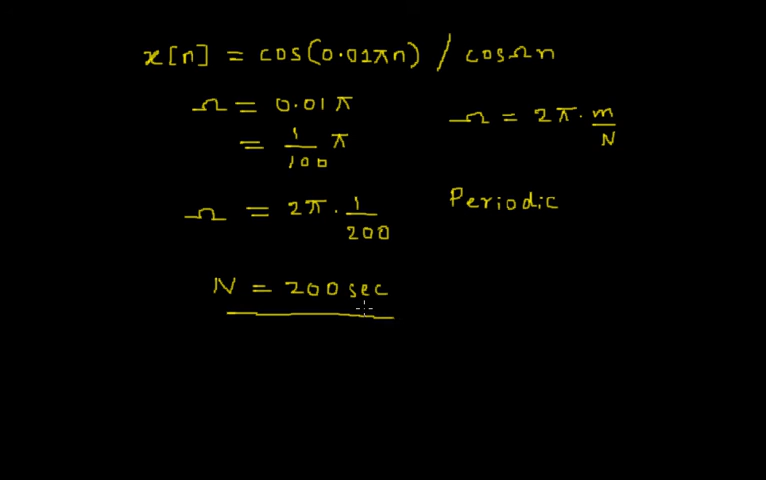 x[n] = cos(0.01πn) / cosΩn
Ω = 0.01π
Ω = 2π · m/N
= 1/100 π
Ω = 2π · 1/200
Periodic
N = 200 sec